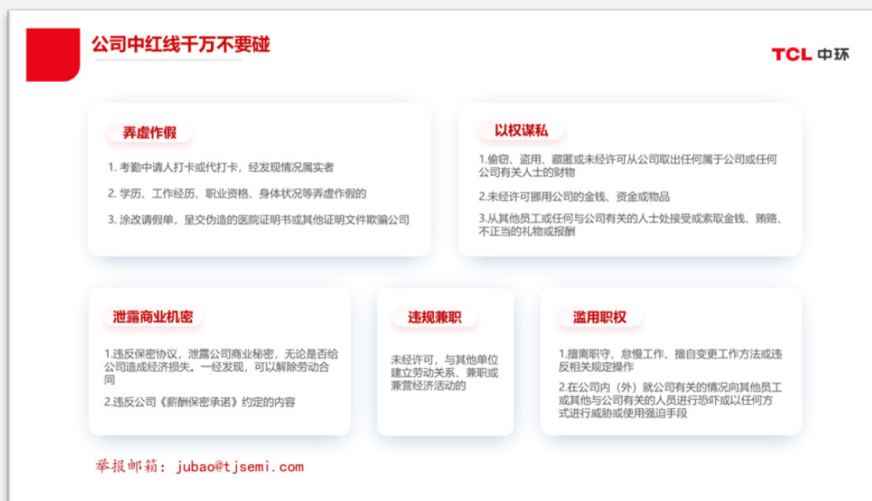 公司中红线千万不要碰
TCL 中环
弄虚作假
1. 考勤中请人打卡或代打卡，经发现情况属实者
2. 学历、工作经历、职业资格、身体状况等弄虚作假的
3. 涂改请假单，呈交伪造的医院证明书或其他证明文件欺骗公司
以权谋私
1.偷窃、盗用、藏匿或未经许可从公司取出任何属于公司或任何
公司有关人士的财物
2.未经许可挪用公司的金钱、资金或物品
3.从其他员工或任何与公司有关的人士处接受或索取金钱、贿赂、
不正当的礼物或报酬
泄露商业机密
1.违反保密协议，泄露公司商业秘密，无论是否给
公司造成经济损失。一经发现，可以解除劳动合
同
2.违反公司《薪酬保密承诺》约定的内容
违规兼职
未经许可，与其他单位
建立劳动关系、兼职或
兼营经济活动的
滥用职权
1.擅离职守、怠慢工作、擅自变更工作方法或违
反相关规定操作
2.在公司内（外）就公司有关的情况向其他员工
或其他与公司有关的人员进行恐吓或以任何方
式进行威胁或使用强迫手段
举报邮箱：jubao@tjsemi.com